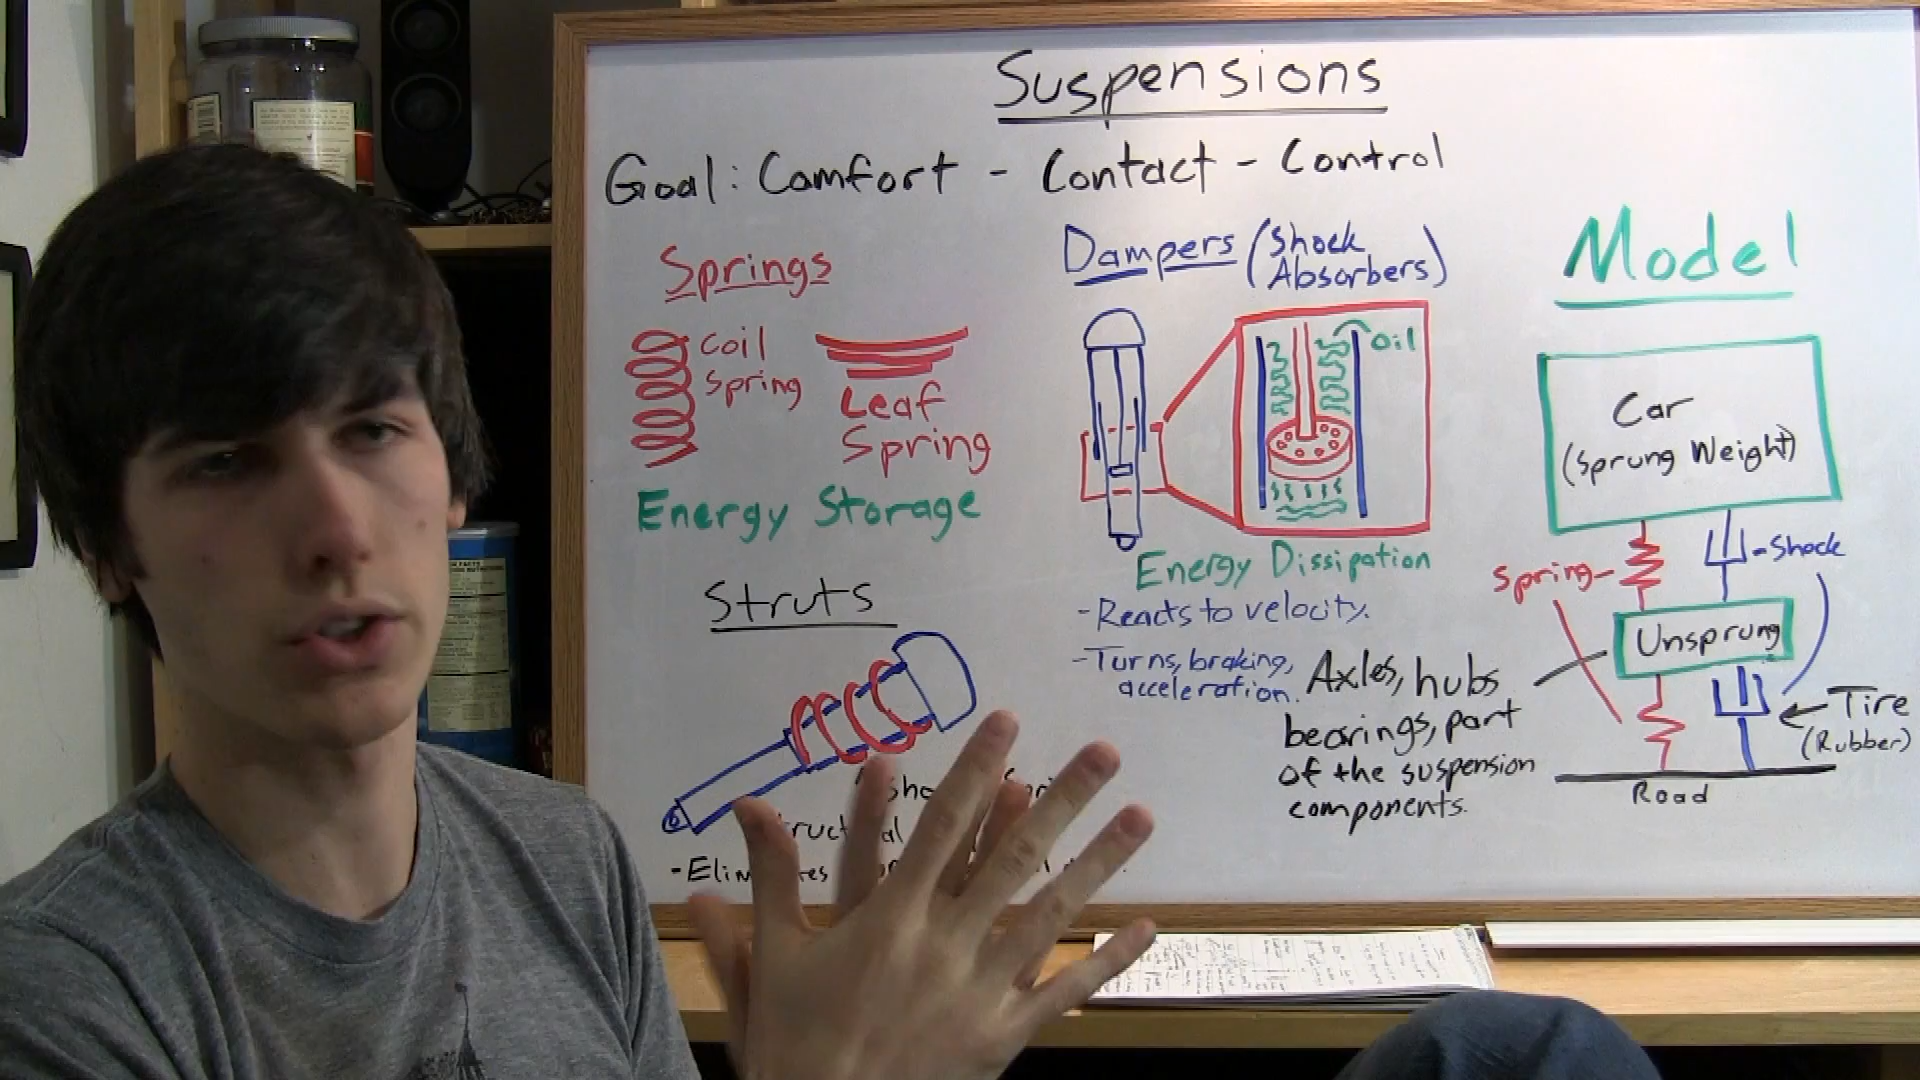 Suspensions
Goal: Comfort - Contact - Control
Springs
coil
spring
Leaf
Spring
Energy Storage
Dampers (Shock
Absorbers)
Oil
Energy Dissipation
- Reacts to velocity.
- Turns, braking,
acceleration.
Struts
- Eliminates
Model
Car
(Sprung Weight)
Spring -
- Shock
Unsprung
Axles, hubs
bearings, part
of the suspension
components.
Tire
(Rubber)
Road